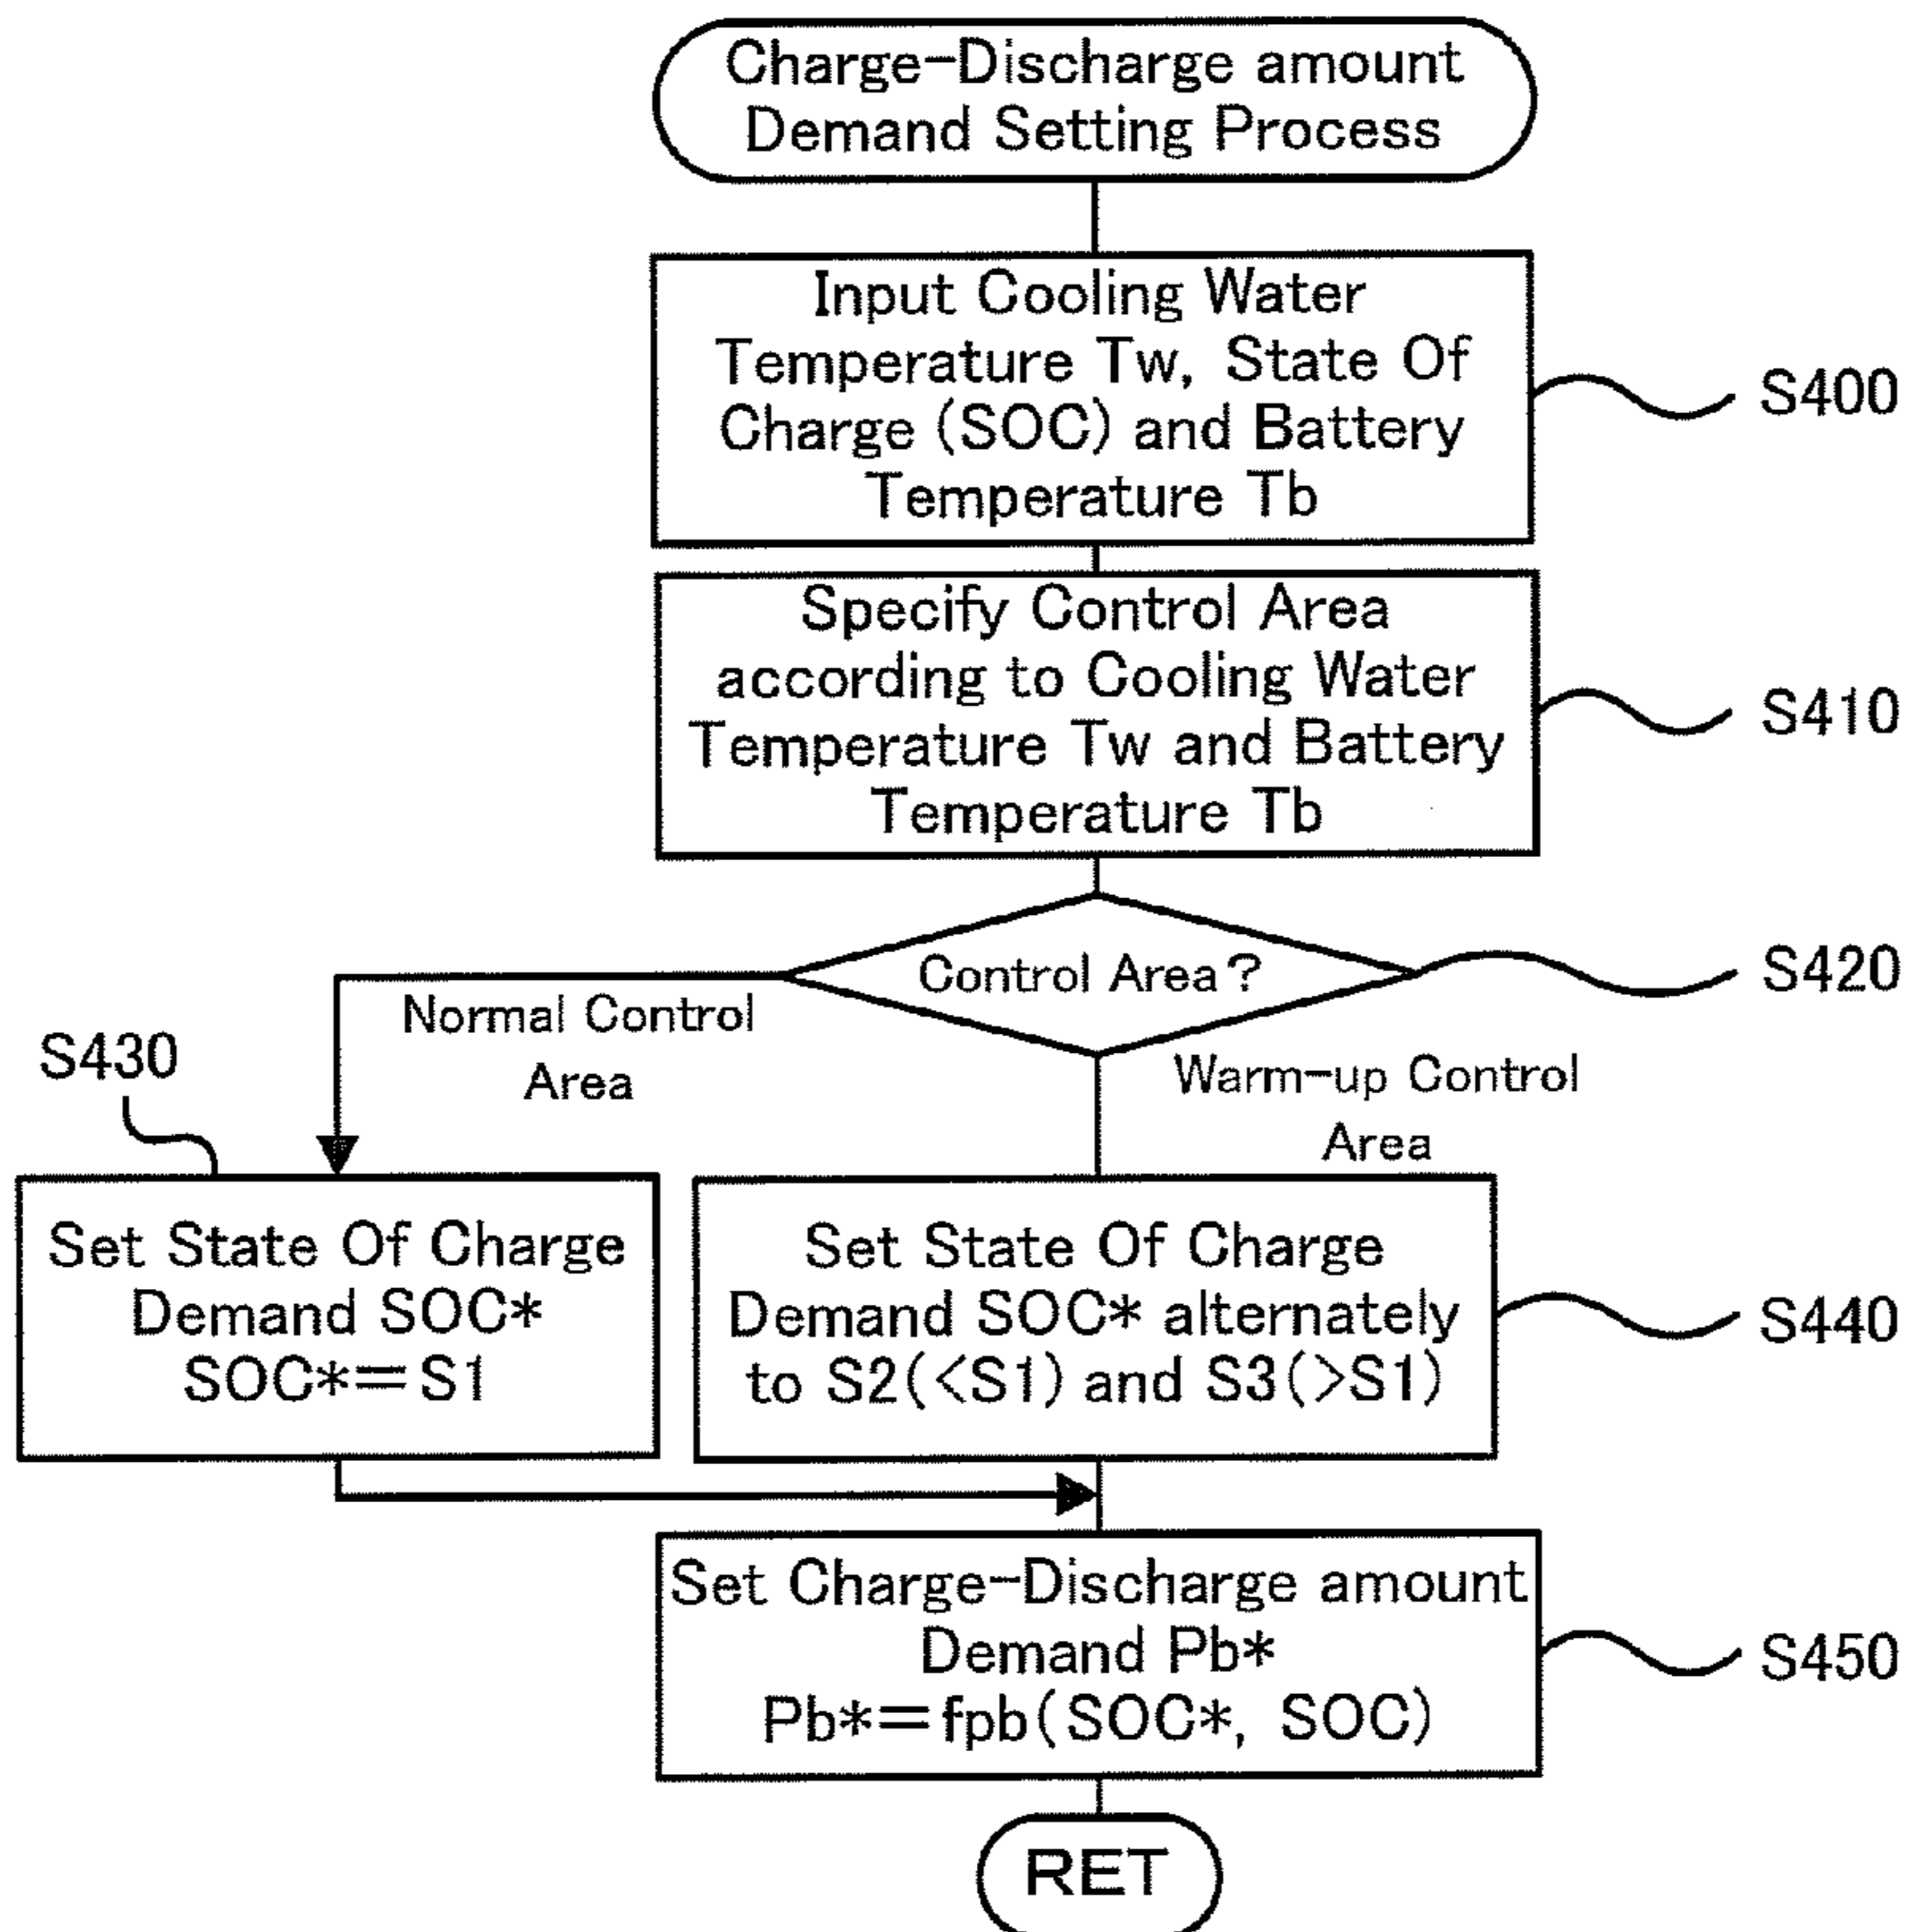 Charge-Discharge amount
Demand Setting Process
Input Cooling Water
Temperature Tw, State Of
Charge (SOC) and Battery
Temperature Tb
S400
Specify Control Area
according to Cooling Water
Temperature Tw and Battery
Temperature Tb
S410
Control Area?
S420
Normal Control
Area
Warm-up Control
Area
S430
Set State Of Charge
Demand SOC*
SOC*=S1
Set State Of Charge
Demand SOC* alternately
to S2(<S1) and S3(>S1)
S440
Set Charge-Discharge amount
Demand Pb*
Pb*=fpb(SOC*, SOC)
S450
RET